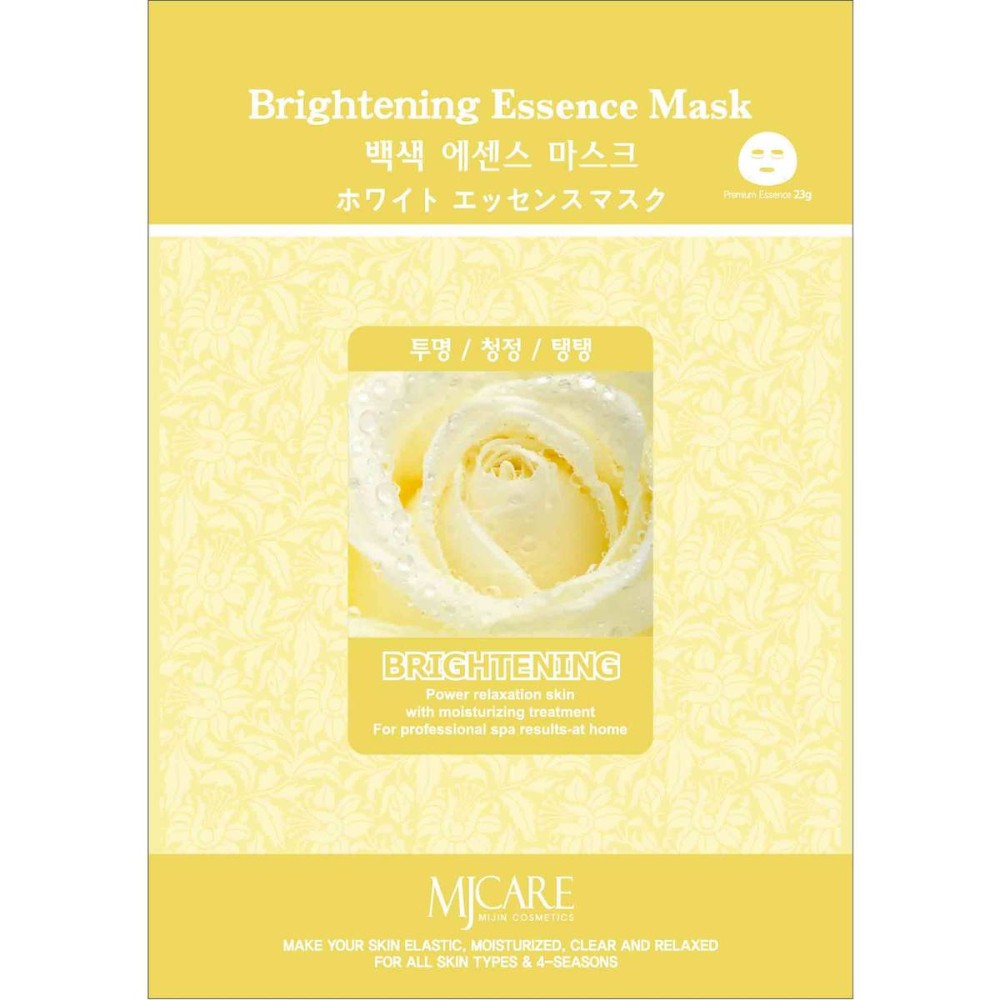 Brightening Essence Mask
백색 에센스 마스크
ホワイト エッセンスマスク
Premium Essence 23g
투명 / 청정 / 탱탱
BRIGHTENING
Power relaxation skin
with moisturizing treatment
For professional spa results-at home
MJCARE
MIJIN COSMETICS
MAKE YOUR SKIN ELASTIC, MOISTURIZED, CLEAR AND RELAXED
FOR ALL SKIN TYPES & 4-SEASONS